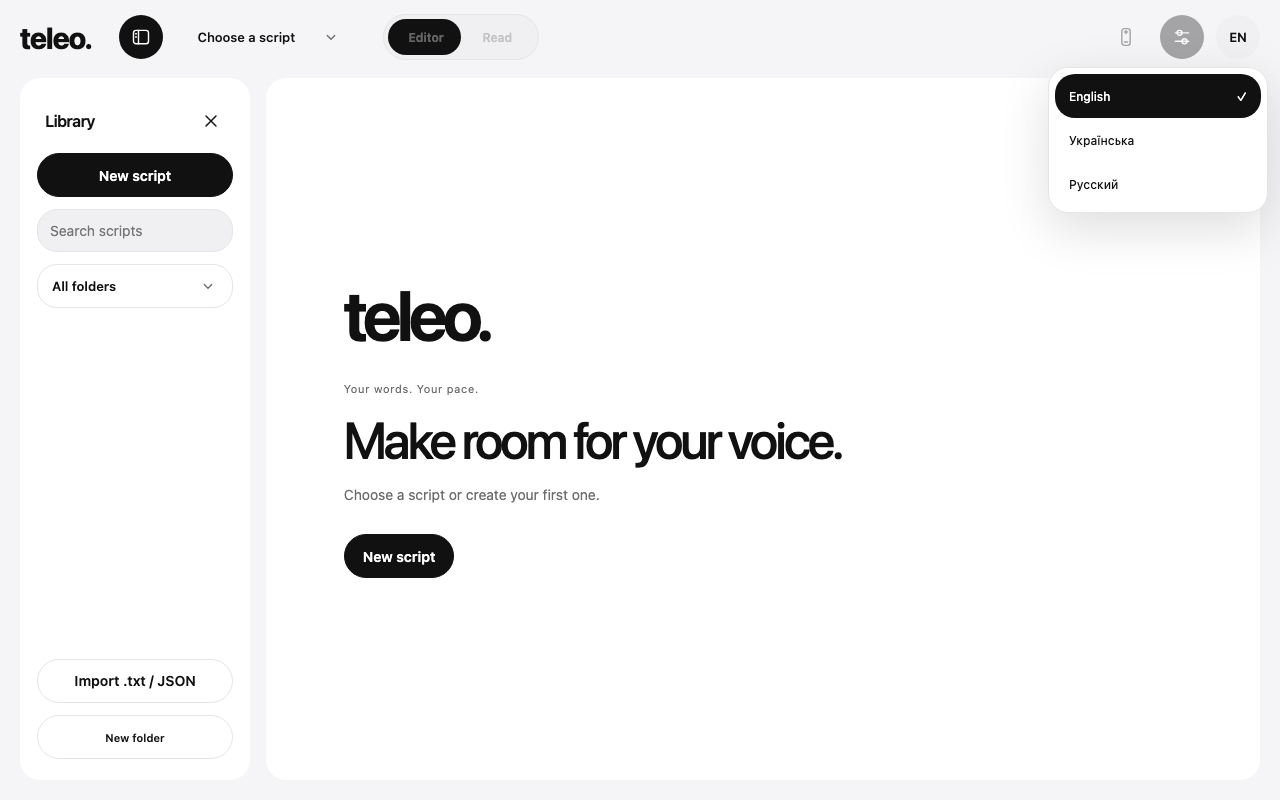 teleo.
Choose a script
Editor
Read
EN
English
Українська
Русский
Library
New script
Search scripts
All folders
Import .txt / JSON
New folder
teleo.
Your words. Your pace.
Make room for your voice.
Choose a script or create your first one.
New script